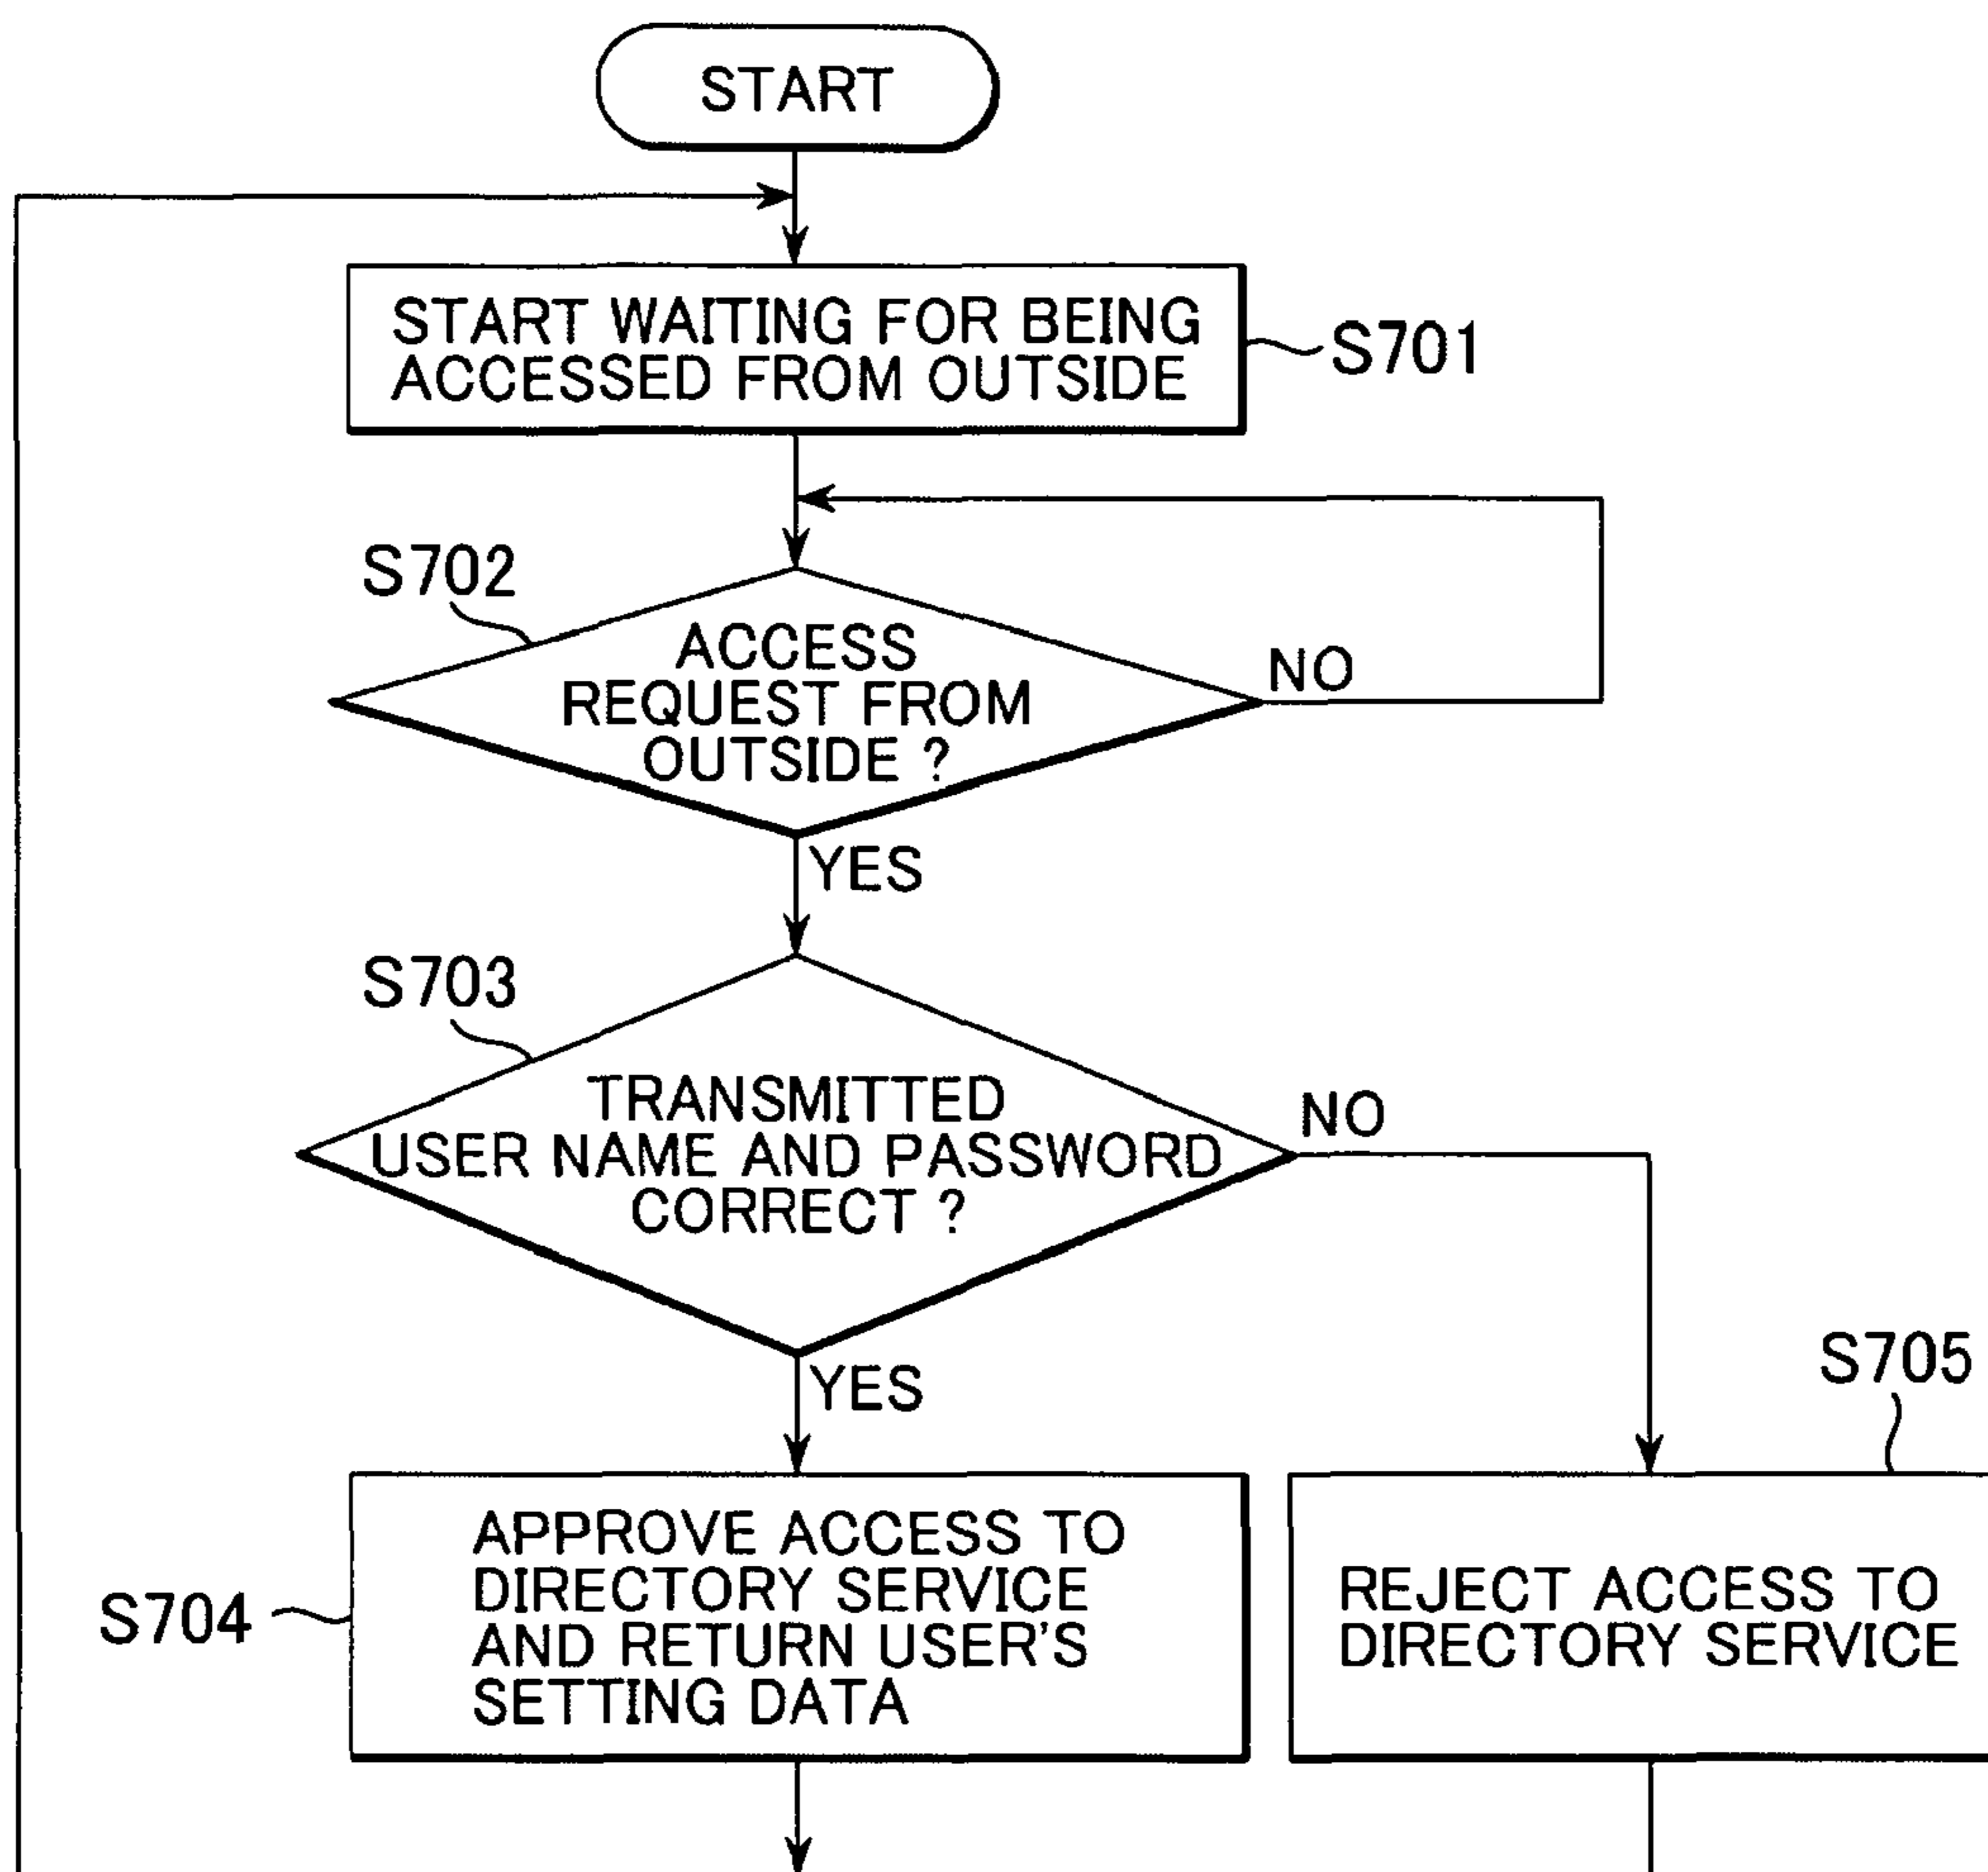 START
START WAITING FOR BEING
ACCESSED FROM OUTSIDE
S701
S702
ACCESS
REQUEST FROM
OUTSIDE ?
NO
YES
S703
TRANSMITTED
USER NAME AND PASSWORD
CORRECT ?
NO
YES
S704
APPROVE ACCESS TO
DIRECTORY SERVICE
AND RETURN USER'S
SETTING DATA
S705
REJECT ACCESS TO
DIRECTORY SERVICE